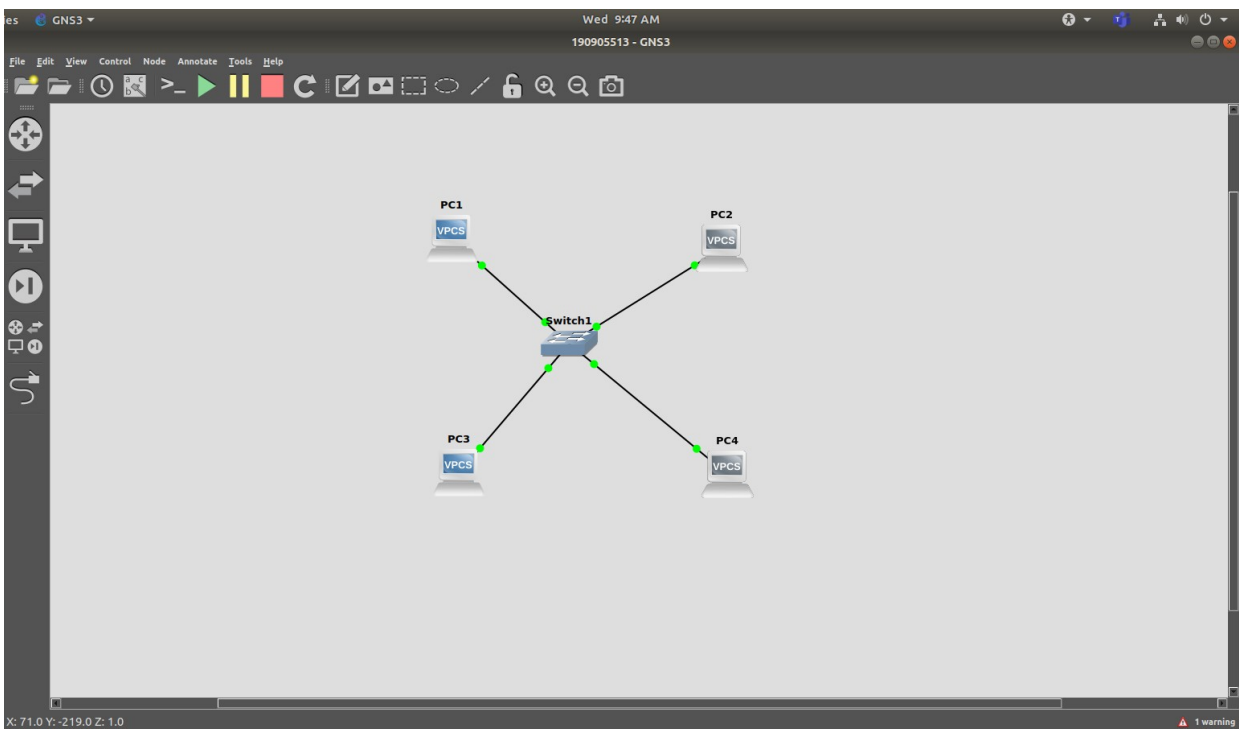 ies GNS3 Wed 9:47 AM
190905513 - GNS3
File Edit View Control Node Annotate Tools Help
PC1
VPCS
PC2
VPCS
Switch1
PC3
VPCS
PC4
VPCS
X: 71.0 Y: -219.0 Z: 1.0 1 warning